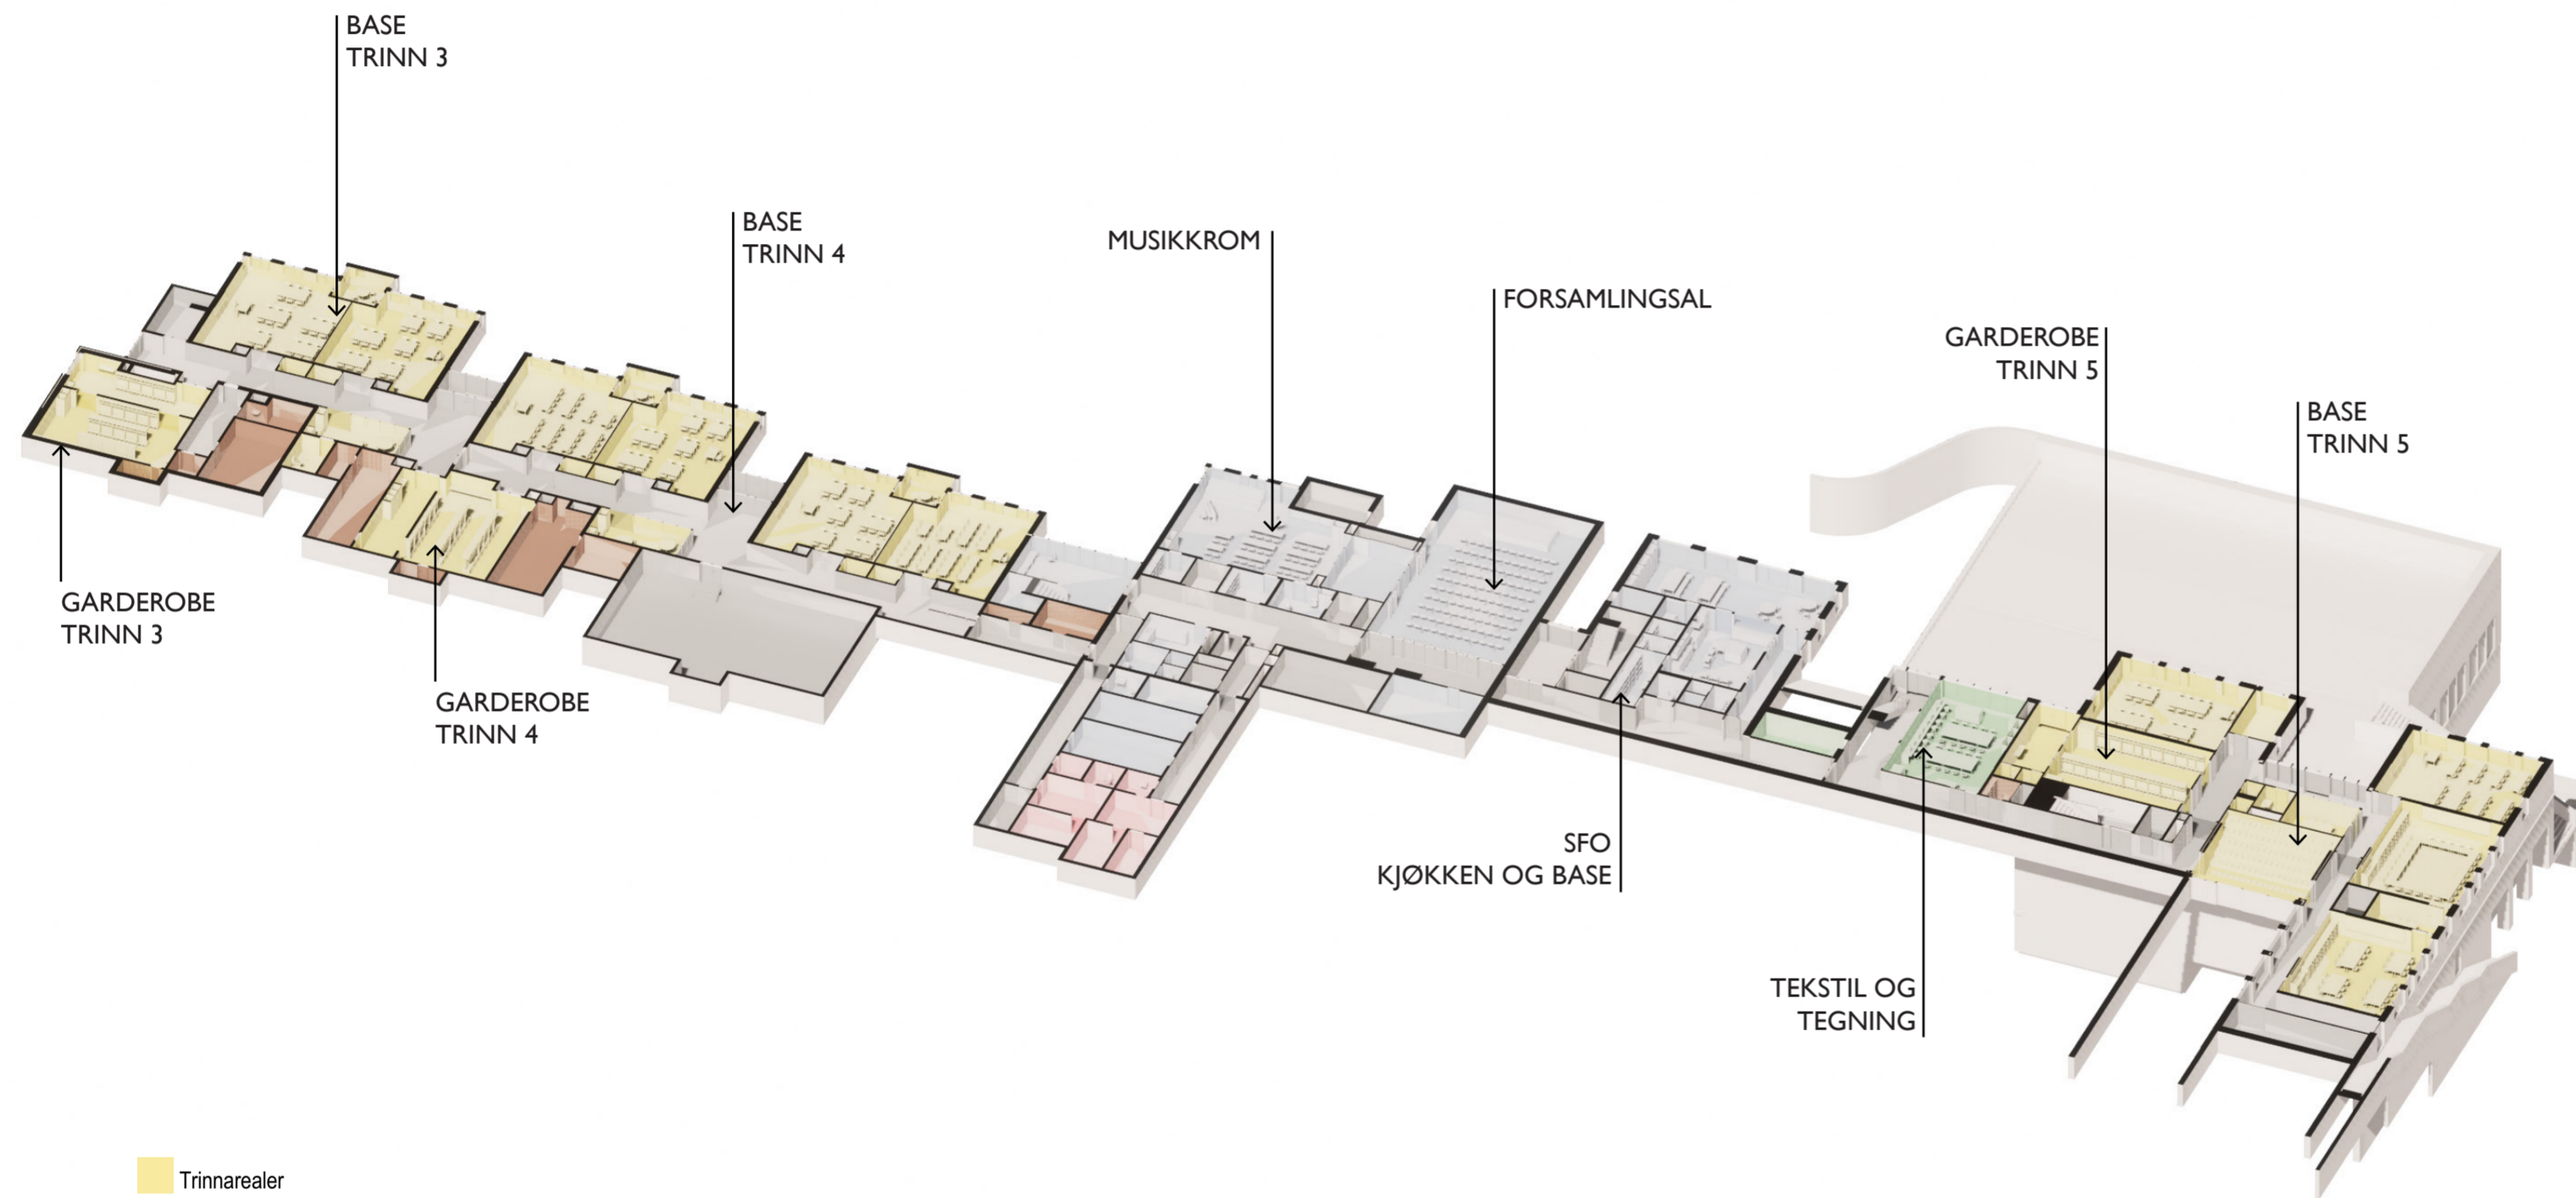 BASE
TRINN 3
BASE
TRINN 4
MUSIKKROM
FORSAMLINGSAL
GARDEROBE
TRINN 5
BASE
TRINN 5
GARDEROBE
TRINN 3
GARDEROBE
TRINN 4
SFO
KJØKKEN OG BASE
TEKSTIL OG
TEGNING
Trinnarealer